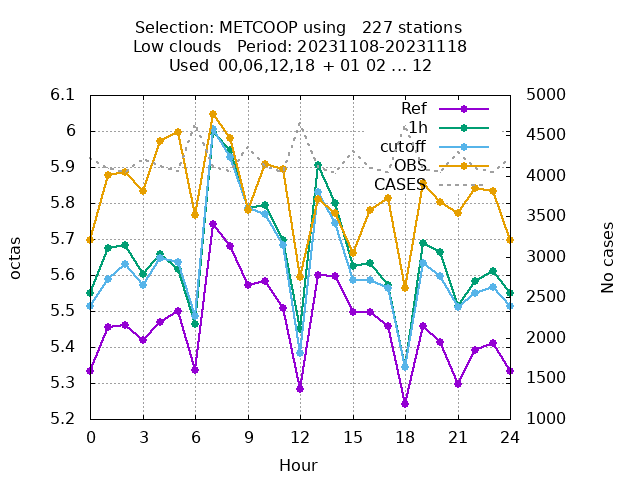 Selection: METCOOP using   227 stations
Low clouds   Period: 20231108-20231118
Used  00,06,12,18 + 01 02 ... 12
6.1
6
5.9
5.8
5.7
5.6
5.5
5.4
5.3
5.2
octas
Ref
1h
cutoff
OBS
CASES
5000
4500
4000
3500
3000
2500
2000
1500
1000
No cases
0 3 6 9 12 15 18 21 24
Hour